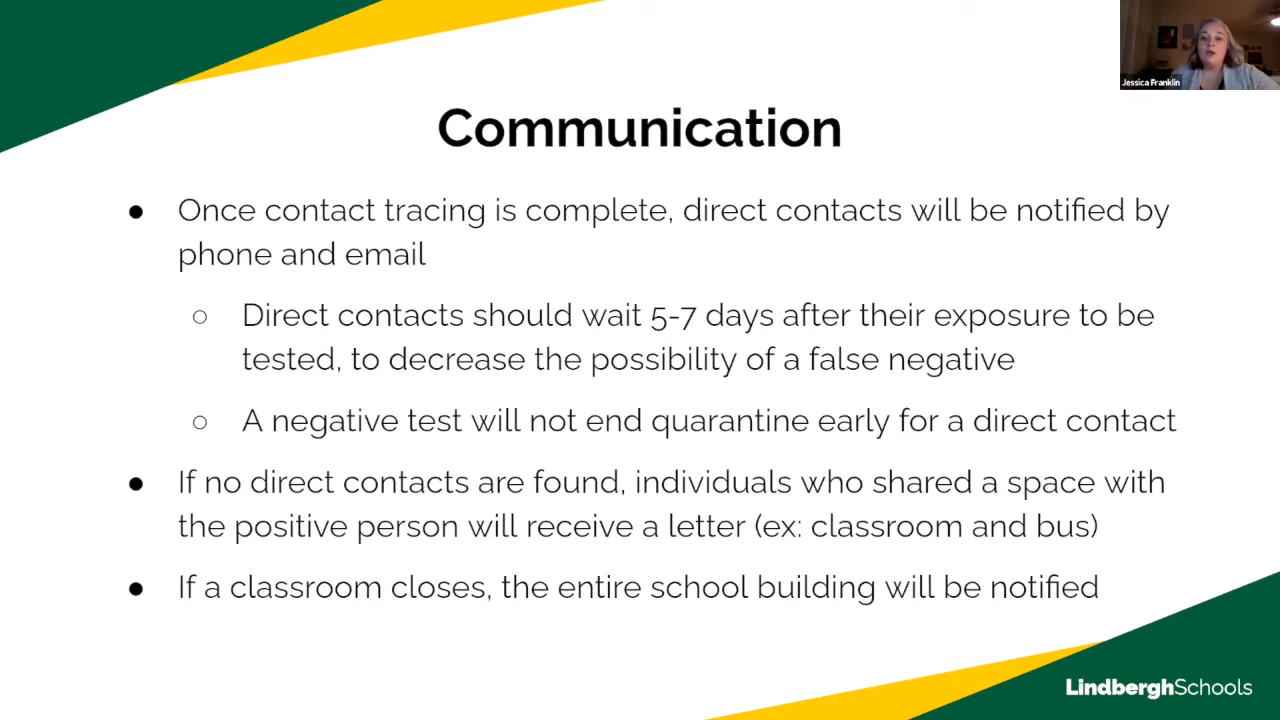 Jessica Franklin
Communication
● Once contact tracing is complete, direct contacts will be notified by
phone and email
○ Direct contacts should wait 5-7 days after their exposure to be
tested, to decrease the possibility of a false negative
○ A negative test will not end quarantine early for a direct contact
● If no direct contacts are found, individuals who shared a space with
the positive person will receive a letter (ex: classroom and bus)
● If a classroom closes, the entire school building will be notified
LindberghSchools